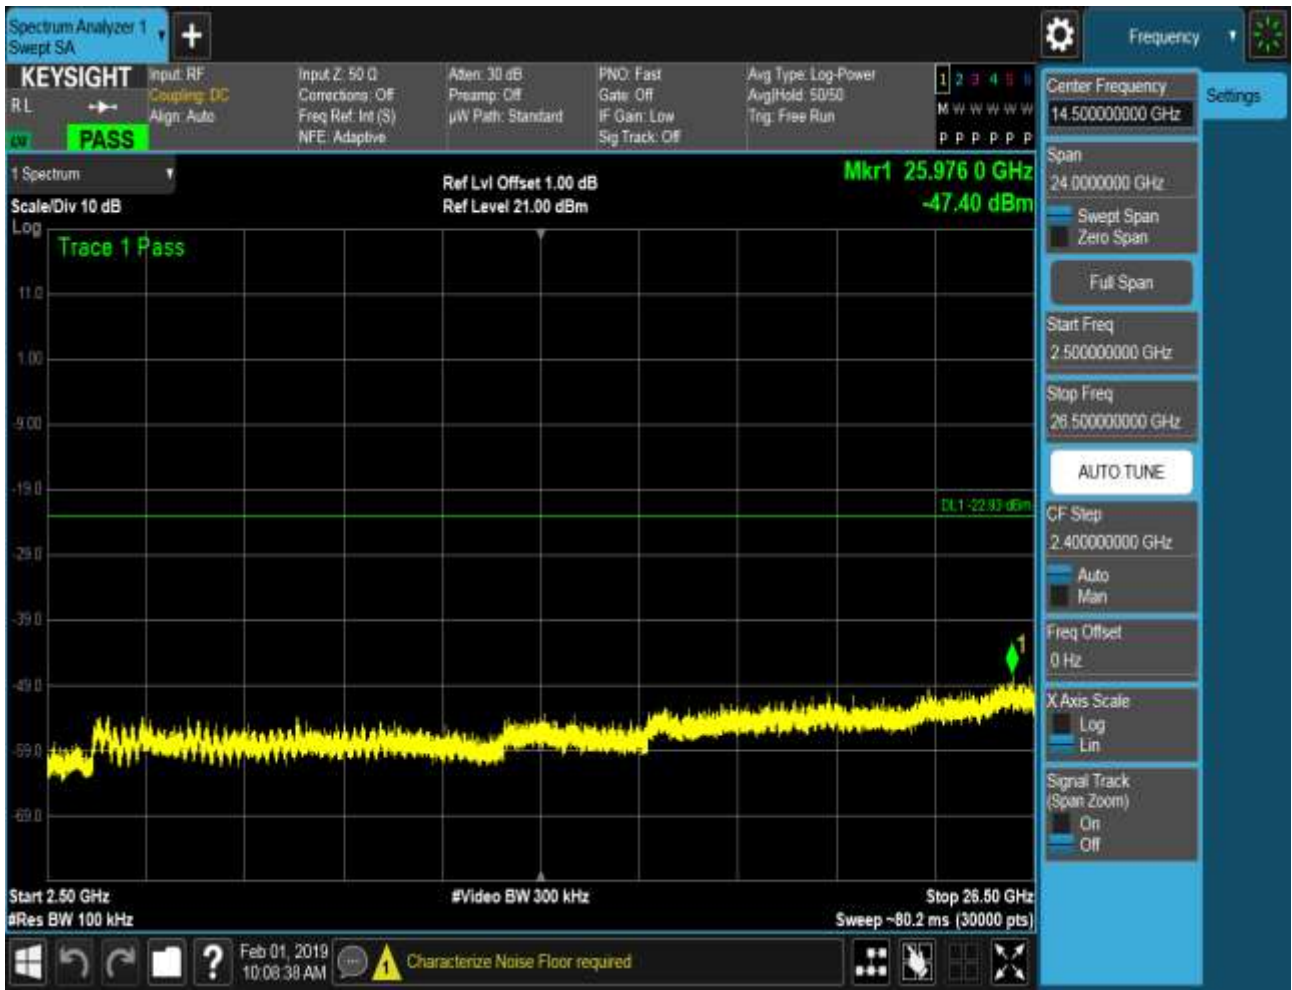 Spectrum Analyzer 1
Swept SA
+
Frequency
KEYSIGHT
R L
PASS
Input: RF
Coupling: DC
Align: Auto
Input Z: 50 Ω
Corrections: Off
Freq Ref: Int (S)
NFE: Adaptive
Atten: 30 dB
Preamp: Off
µW Path: Standard
PNO: Fast
Gate: Off
IF Gain: Low
Sig Track: Off
Avg Type: Log-Power
Avg|Hold: 50/50
Trig: Free Run
1 2 3 4 5 6
M W W W W W
P P P P P P
1 Spectrum
Scale/Div 10 dB
Log
Ref Lvl Offset 1.00 dB
Ref Level 21.00 dBm
Mkr1 25.976 0 GHz
-47.40 dBm
Trace 1 Pass
11.0
1.00
-9.00
-19.0
DL1 -22.93 dBm
-29.0
-39.0
1
-49.0
-59.0
-69.0
Start 2.50 GHz
#Res BW 100 kHz
#Video BW 300 kHz
Stop 26.50 GHz
Sweep ~80.2 ms (30000 pts)
Center Frequency
14.500000000 GHz
Settings
Span
24.0000000 GHz
Swept Span
Zero Span
Full Span
Start Freq
2.500000000 GHz
Stop Freq
26.500000000 GHz
AUTO TUNE
CF Step
2.400000000 GHz
Auto
Man
Freq Offset
0 Hz
X Axis Scale
Log
Lin
Signal Track
(Span Zoom)
On
Off
?
Feb 01, 2019
10:08:38 AM
1
Characterize Noise Floor required